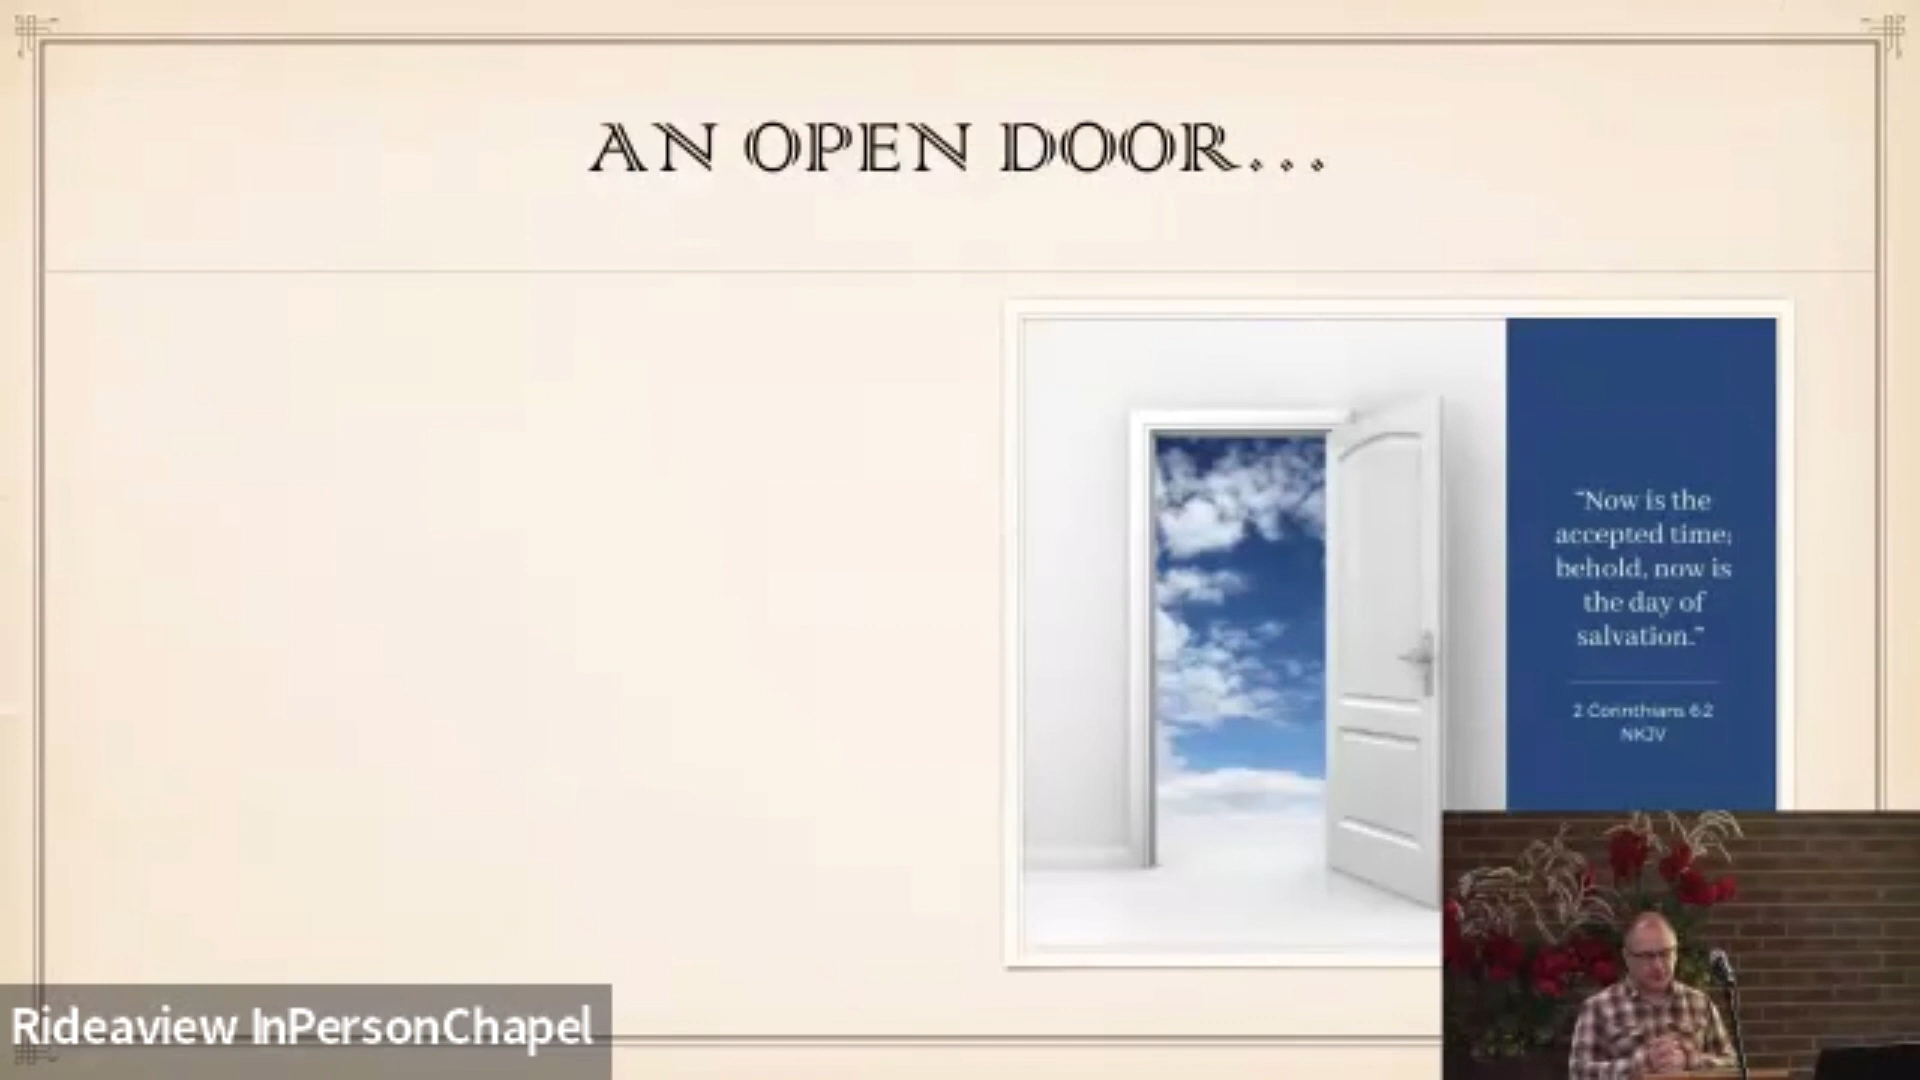 AN OPEN DOOR...
"Now is the
accepted time;
behold, now is
the day of
salvation."
2 Corinthians 6:2
NKJV
Rideaview InPersonChapel